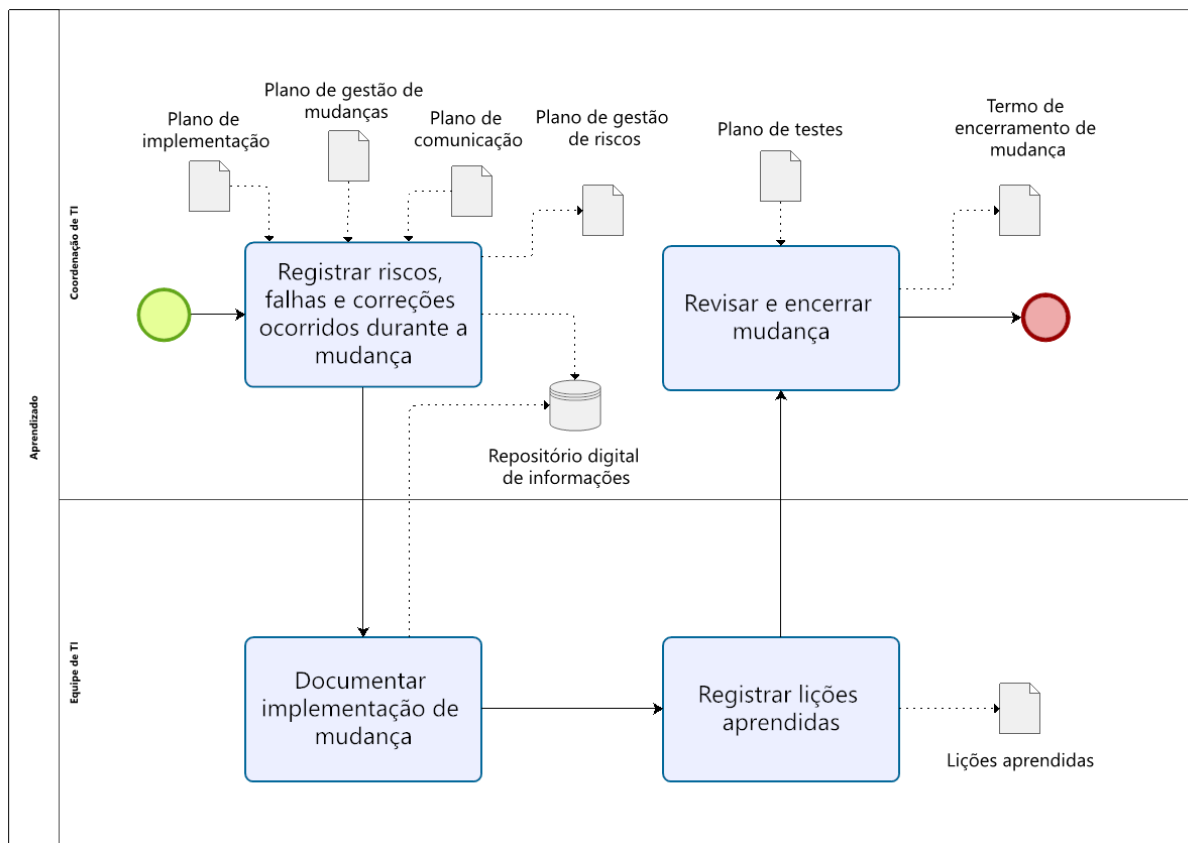 Aprendizado
Coordenação de TI
Plano de
implementação
Plano de gestão de
mudanças
Plano de
comunicação
Plano de gestão
de riscos
Plano de testes
Termo de
encerramento de
mudança
Registrar riscos,
falhas e correções
ocorridos durante a
mudança
Revisar e encerrar
mudança
Repositório digital
de informações
Equipe de TI
Documentar
implementação de
mudança
Registrar lições
aprendidas
Lições aprendidas